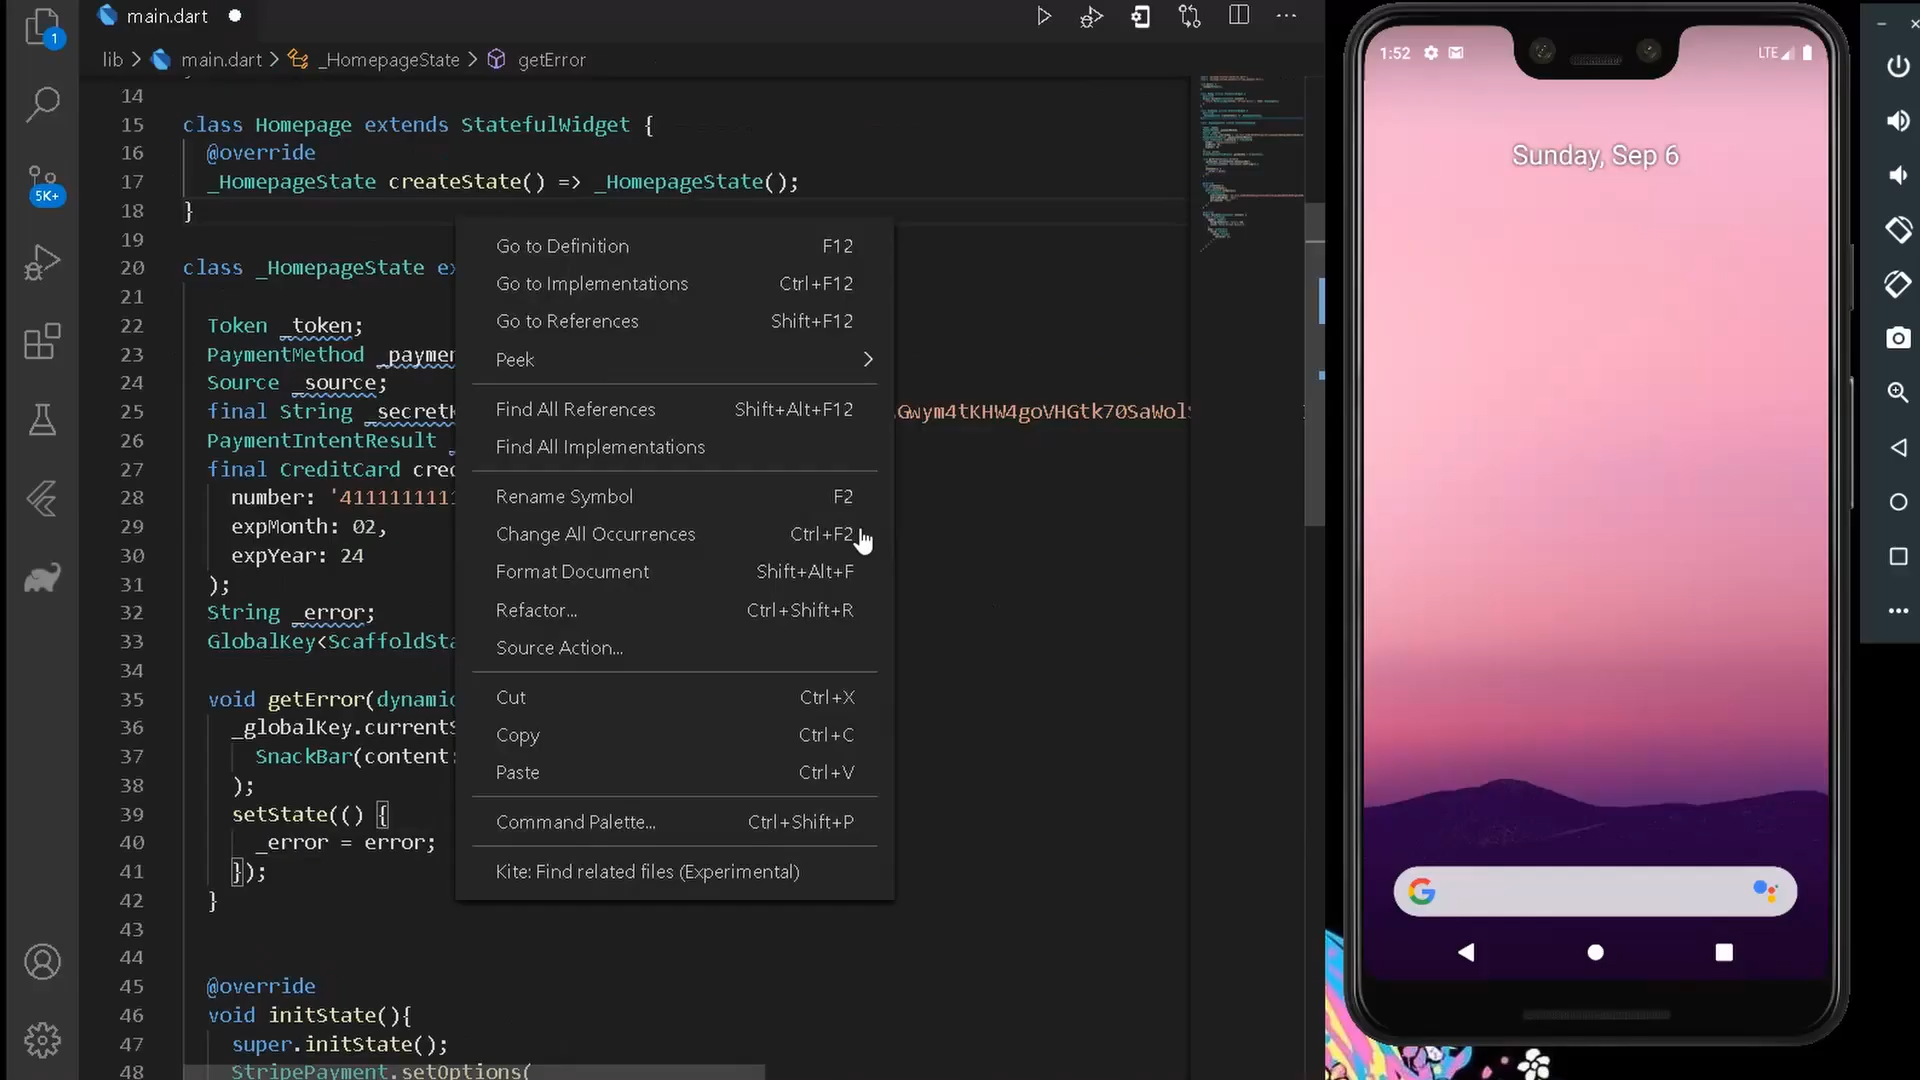 main.dart
lib > main.dart > _HomepageState > getError
1
5K+
14
15 class Homepage extends StatefulWidget {
16 @override
17 _HomepageState createState() => _HomepageState();
18 }
19
20 class _HomepageState
21
22 Token _token;
23 PaymentMethod
24 Source _source;
25 final String GwymtKHW4goVHGtk70SaWol
26 PaymentIntentResult
27 final CreditCard
28 number: '411111111
29 expMonth: 02,
30 expYear: 24
31 );
32 String _error;
33 GlobalKey<ScaffoldSta
34
35 void getError(dynamic
36 _globalKey.currentS
37 SnackBar(content:
38 );
39 setState(() {
40 _error = error;
41 });
42 }
43
44
45 @override
46 void initState(){
47 super.initState();
48 StripePayment.setOptions(
Go to Definition F12
Go to Implementations Ctrl+F12
Go to References Shift+F12
Peek >
Find All References Shift+Alt+F12
Find All Implementations
Rename Symbol F2
Change All Occurrences Ctrl+F2
Format Document Shift+Alt+F
Refactor... Ctrl+Shift+R
Source Action...
Cut Ctrl+X
Copy Ctrl+C
Paste Ctrl+V
Command Palette... Ctrl+Shift+P
Kite: Find related files (Experimental)
1:52
LTE
Sunday, Sep 6